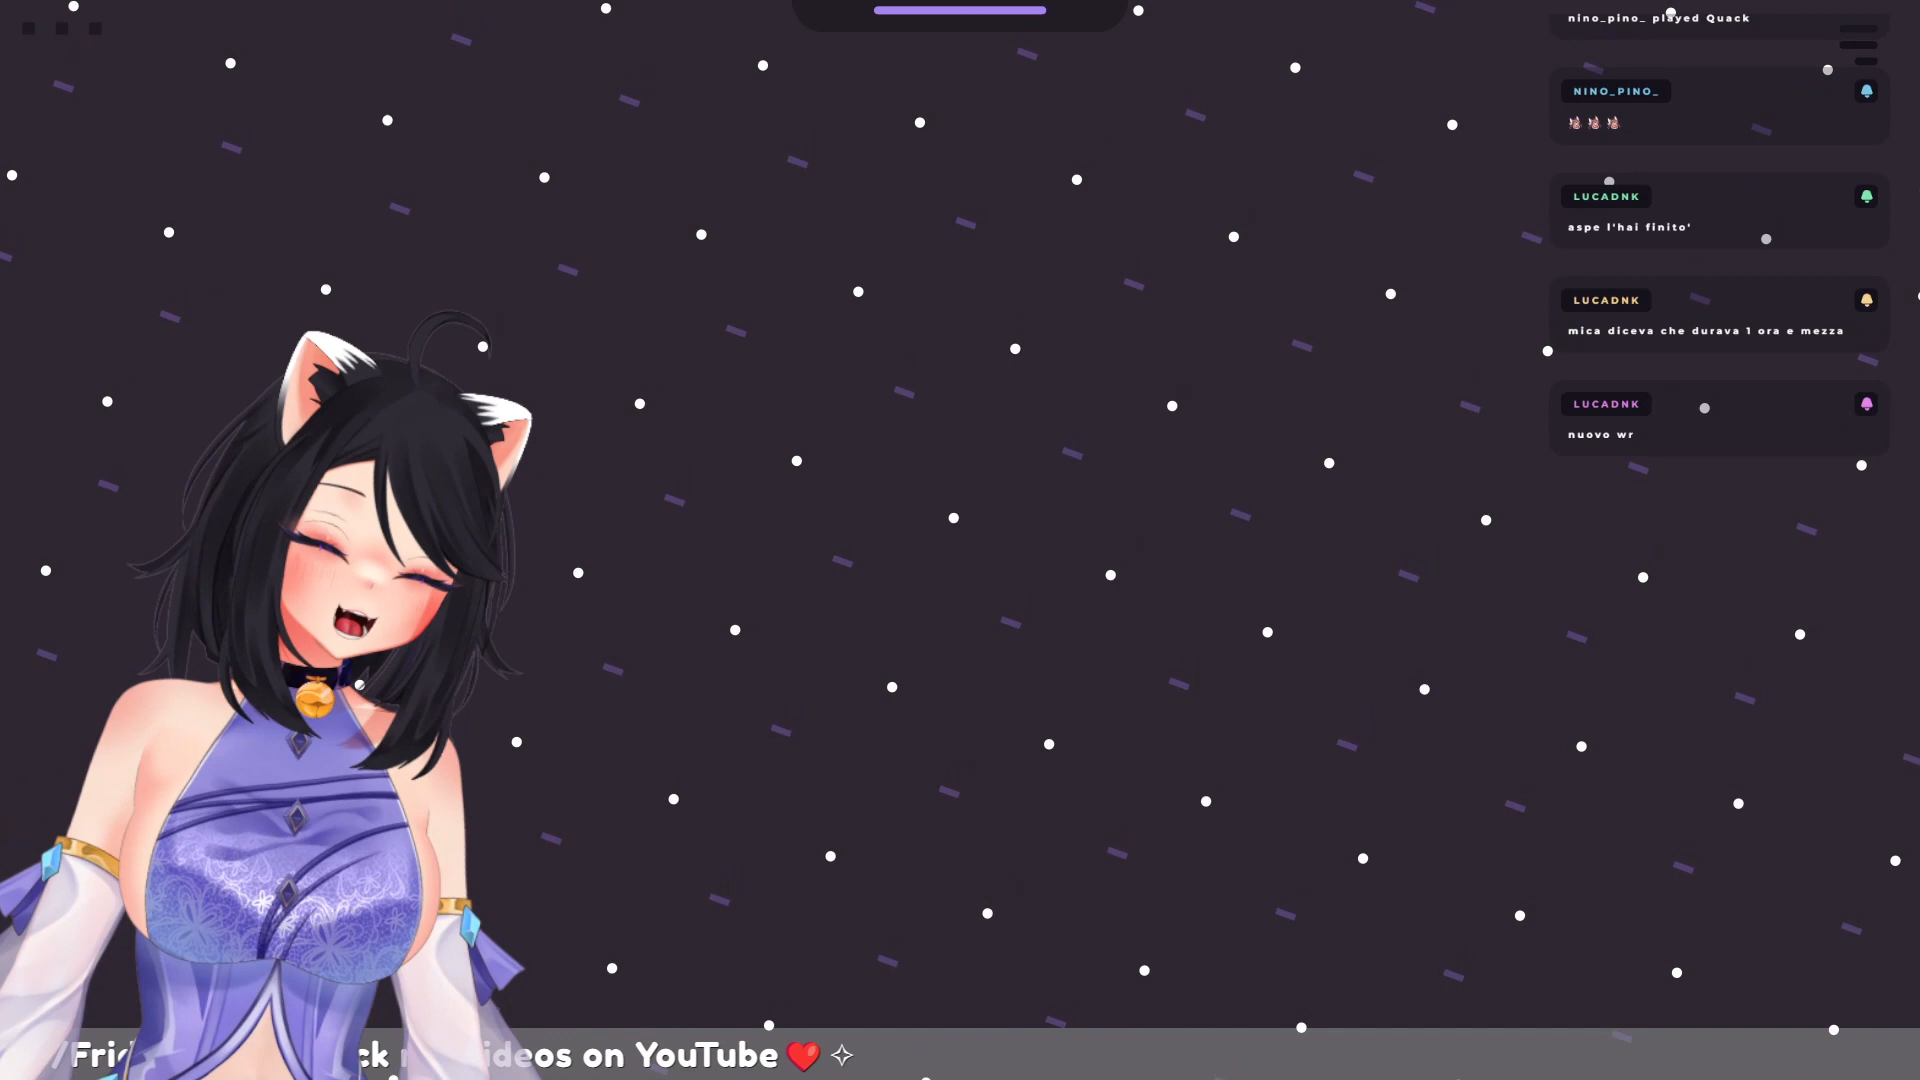 nino_pino_ played Quack
NINO_PINO_
LUCADNK
aspe l'hai finito'
LUCADNK
mica diceva che durava 1 ora e mezza
LUCADNK
nuovo wr
on YouTube ❤️ ✧